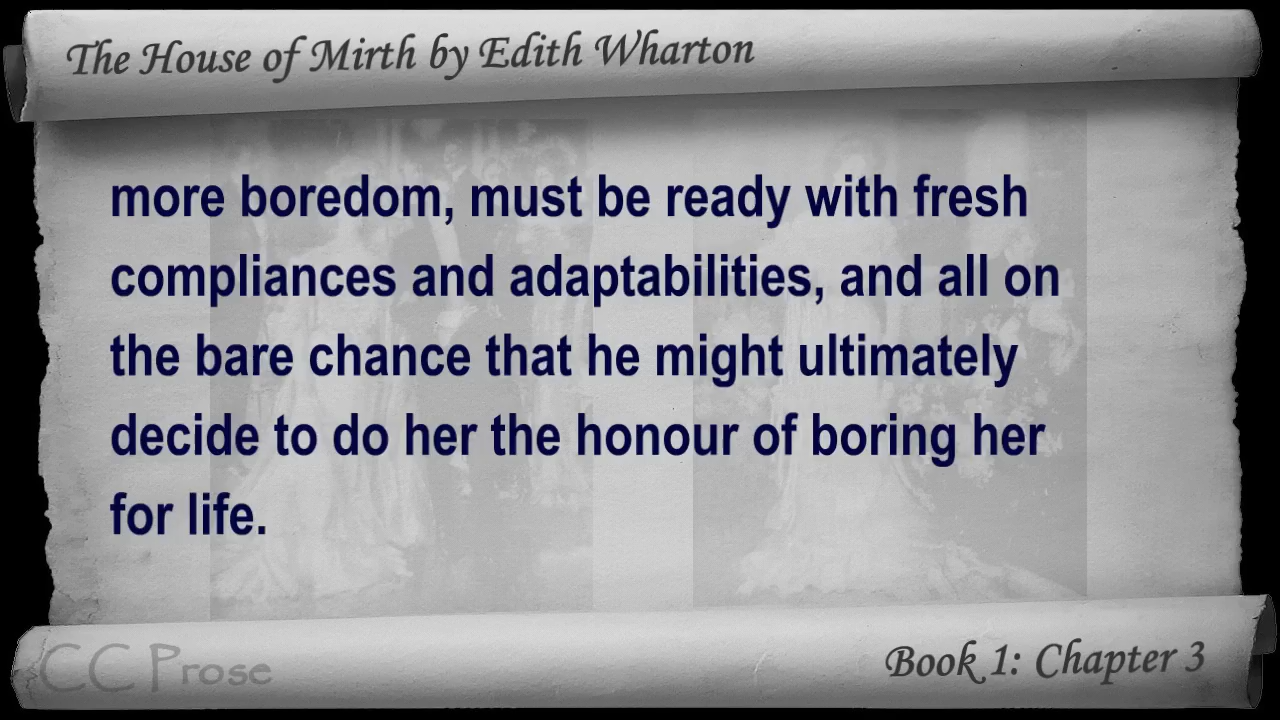 The House of Mirth by Edith Wharton
more boredom, must be ready with fresh
compliances and adaptabilities, and all on
the bare chance that he might ultimately
decide to do her the honour of boring her
for life.
CC Prose
Book 1: Chapter 3